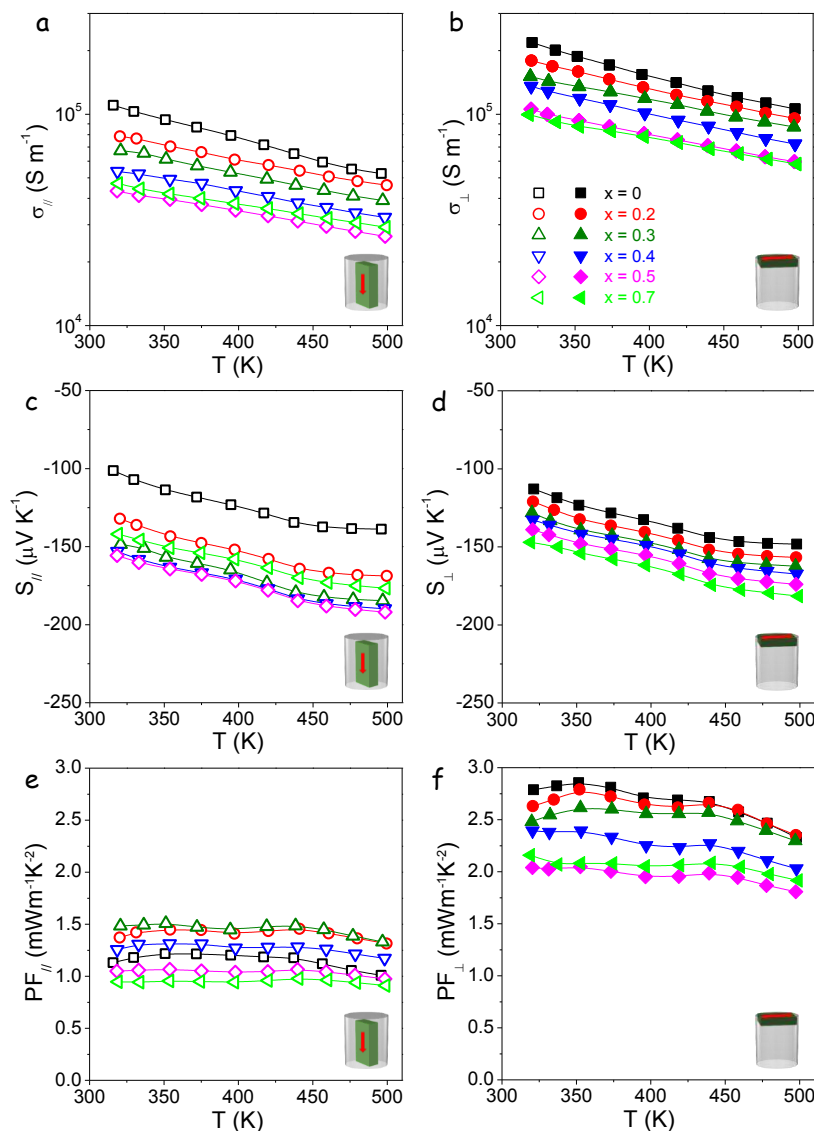 a
b
10^5
10^4
σ// (S m⁻¹)
300 350 400 450 500
T (K)
10^5
10^4
σ⊥ (S m⁻¹)
x = 0
x = 0.2
x = 0.3
x = 0.4
x = 0.5
x = 0.7
300 350 400 450 500
T (K)
c
d
-50
-100
-150
-200
-250
S// (μV K⁻¹)
300 350 400 450 500
T (K)
-50
-100
-150
-200
-250
S⊥ (μV K⁻¹)
300 350 400 450 500
T (K)
e
f
3.0
2.5
2.0
1.5
1.0
0.5
0.0
PF// (mWm⁻¹K⁻²)
300 350 400 450 500
T (K)
3.0
2.5
2.0
1.5
1.0
0.5
0.0
PF⊥ (mWm⁻¹K⁻²)
300 350 400 450 500
T (K)